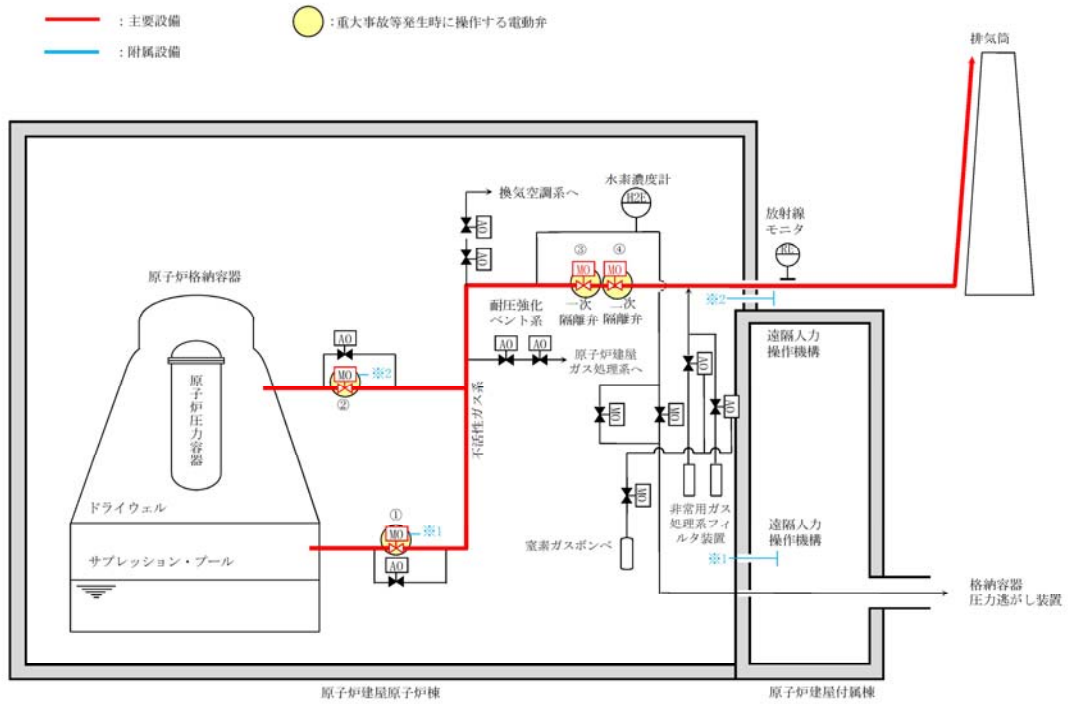 ：主要設備
：重大事故等発生時に操作する電動弁
：附属設備
排気筒
換気空調系へ
AO
AO
水素濃度計
H2E
放射線
モニタ
RE
③
④
MO
MO
一次
隔離弁
二次
隔離弁
※2
原子炉格納容器
耐圧強化
ベント系
AO
AO
原子炉建屋
ガス処理系へ
遠隔人力
操作機構
AO
MO
※2
②
原子炉圧力容器
不活性ガス系
AO
AO
MO
MO
ドライウェル
①
MO
※1
AO
サプレッション・プール
MO
窒素ガスボンベ
非常用ガス
処理系フィ
ルタ装置
遠隔人力
操作機構
※1
格納容器
圧力逃がし装置
原子炉建屋原子炉棟
原子炉建屋付属棟